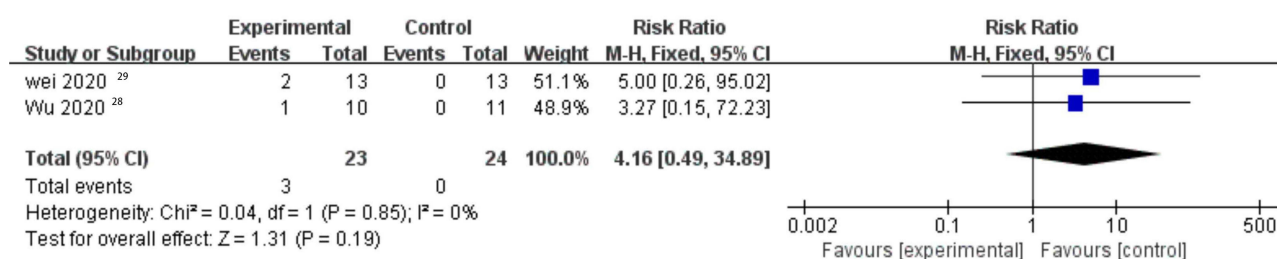 Experimental Control Risk Ratio Risk Ratio
Study or Subgroup Events Total Events Total Weight M-H, Fixed, 95% CI M-H, Fixed, 95% CI
wei 2020 29 2 13 0 13 51.1% 5.00 [0.26, 95.02]
Wu 2020 28 1 10 0 11 48.9% 3.27 [0.15, 72.23]
Total (95% CI) 23 24 100.0% 4.16 [0.49, 34.89]
Total events 3 0
Heterogeneity: Chi² = 0.04, df = 1 (P = 0.85); I² = 0%
Test for overall effect: Z = 1.31 (P = 0.19)
0.002 0.1 1 10 500
Favours [experimental] Favours [control]